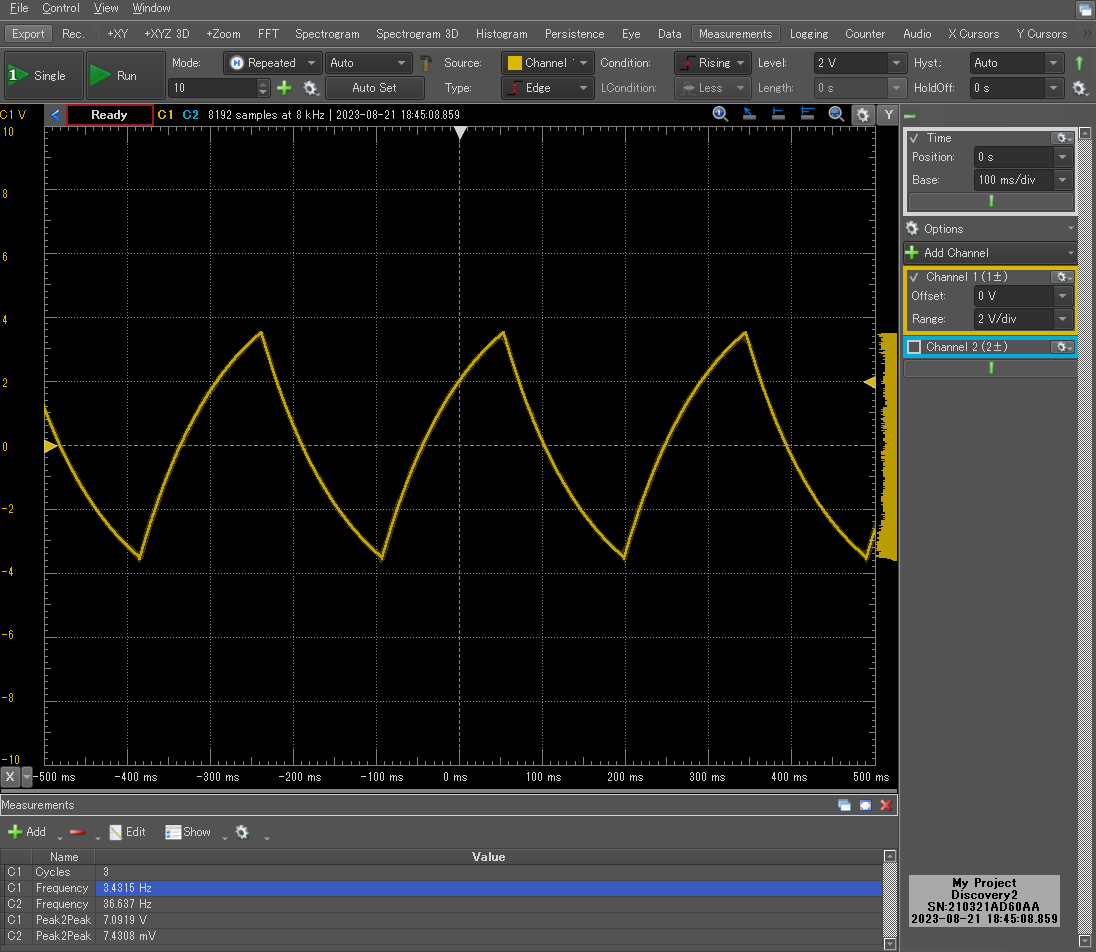 File Control View Window
Export Rec. +XY +XYZ 3D +Zoom FFT Spectrogram Spectrogram 3D Histogram Persistence Eye Data Measurements Logging Counter Audio X Cursors Y Cursors »
1 Single Run Mode: Repeated Auto Source: Channel Condition: Rising Level: 2 V Hyst.: Auto
10 Auto Set Type: Edge LCondition: Less Length: 0 s HoldOff: 0 s
C1 V Ready C1 C2 8192 samples at 8 kHz | 2023-08-21 18:45:08.859 Y
10
8
6
4
2
0
-2
-4
-6
-8
-10
X -500 ms -400 ms -300 ms -200 ms -100 ms 0 ms 100 ms 200 ms 300 ms 400 ms 500 ms
Time
Position: 0 s
Base: 100 ms/div
Options
Add Channel
Channel 1 (1±)
Offset: 0 V
Range: 2 V/div
Channel 2 (2±)
Measurements
Add Edit Show
Name Value
C1 Cycles 3
C1 Frequency 3.4315 Hz
C2 Frequency 36.637 Hz
C1 Peak2Peak 7.0919 V
C2 Peak2Peak 7.4308 mV
My Project
Discovery2
SN:210321AD60AA
2023-08-21 18:45:08.859